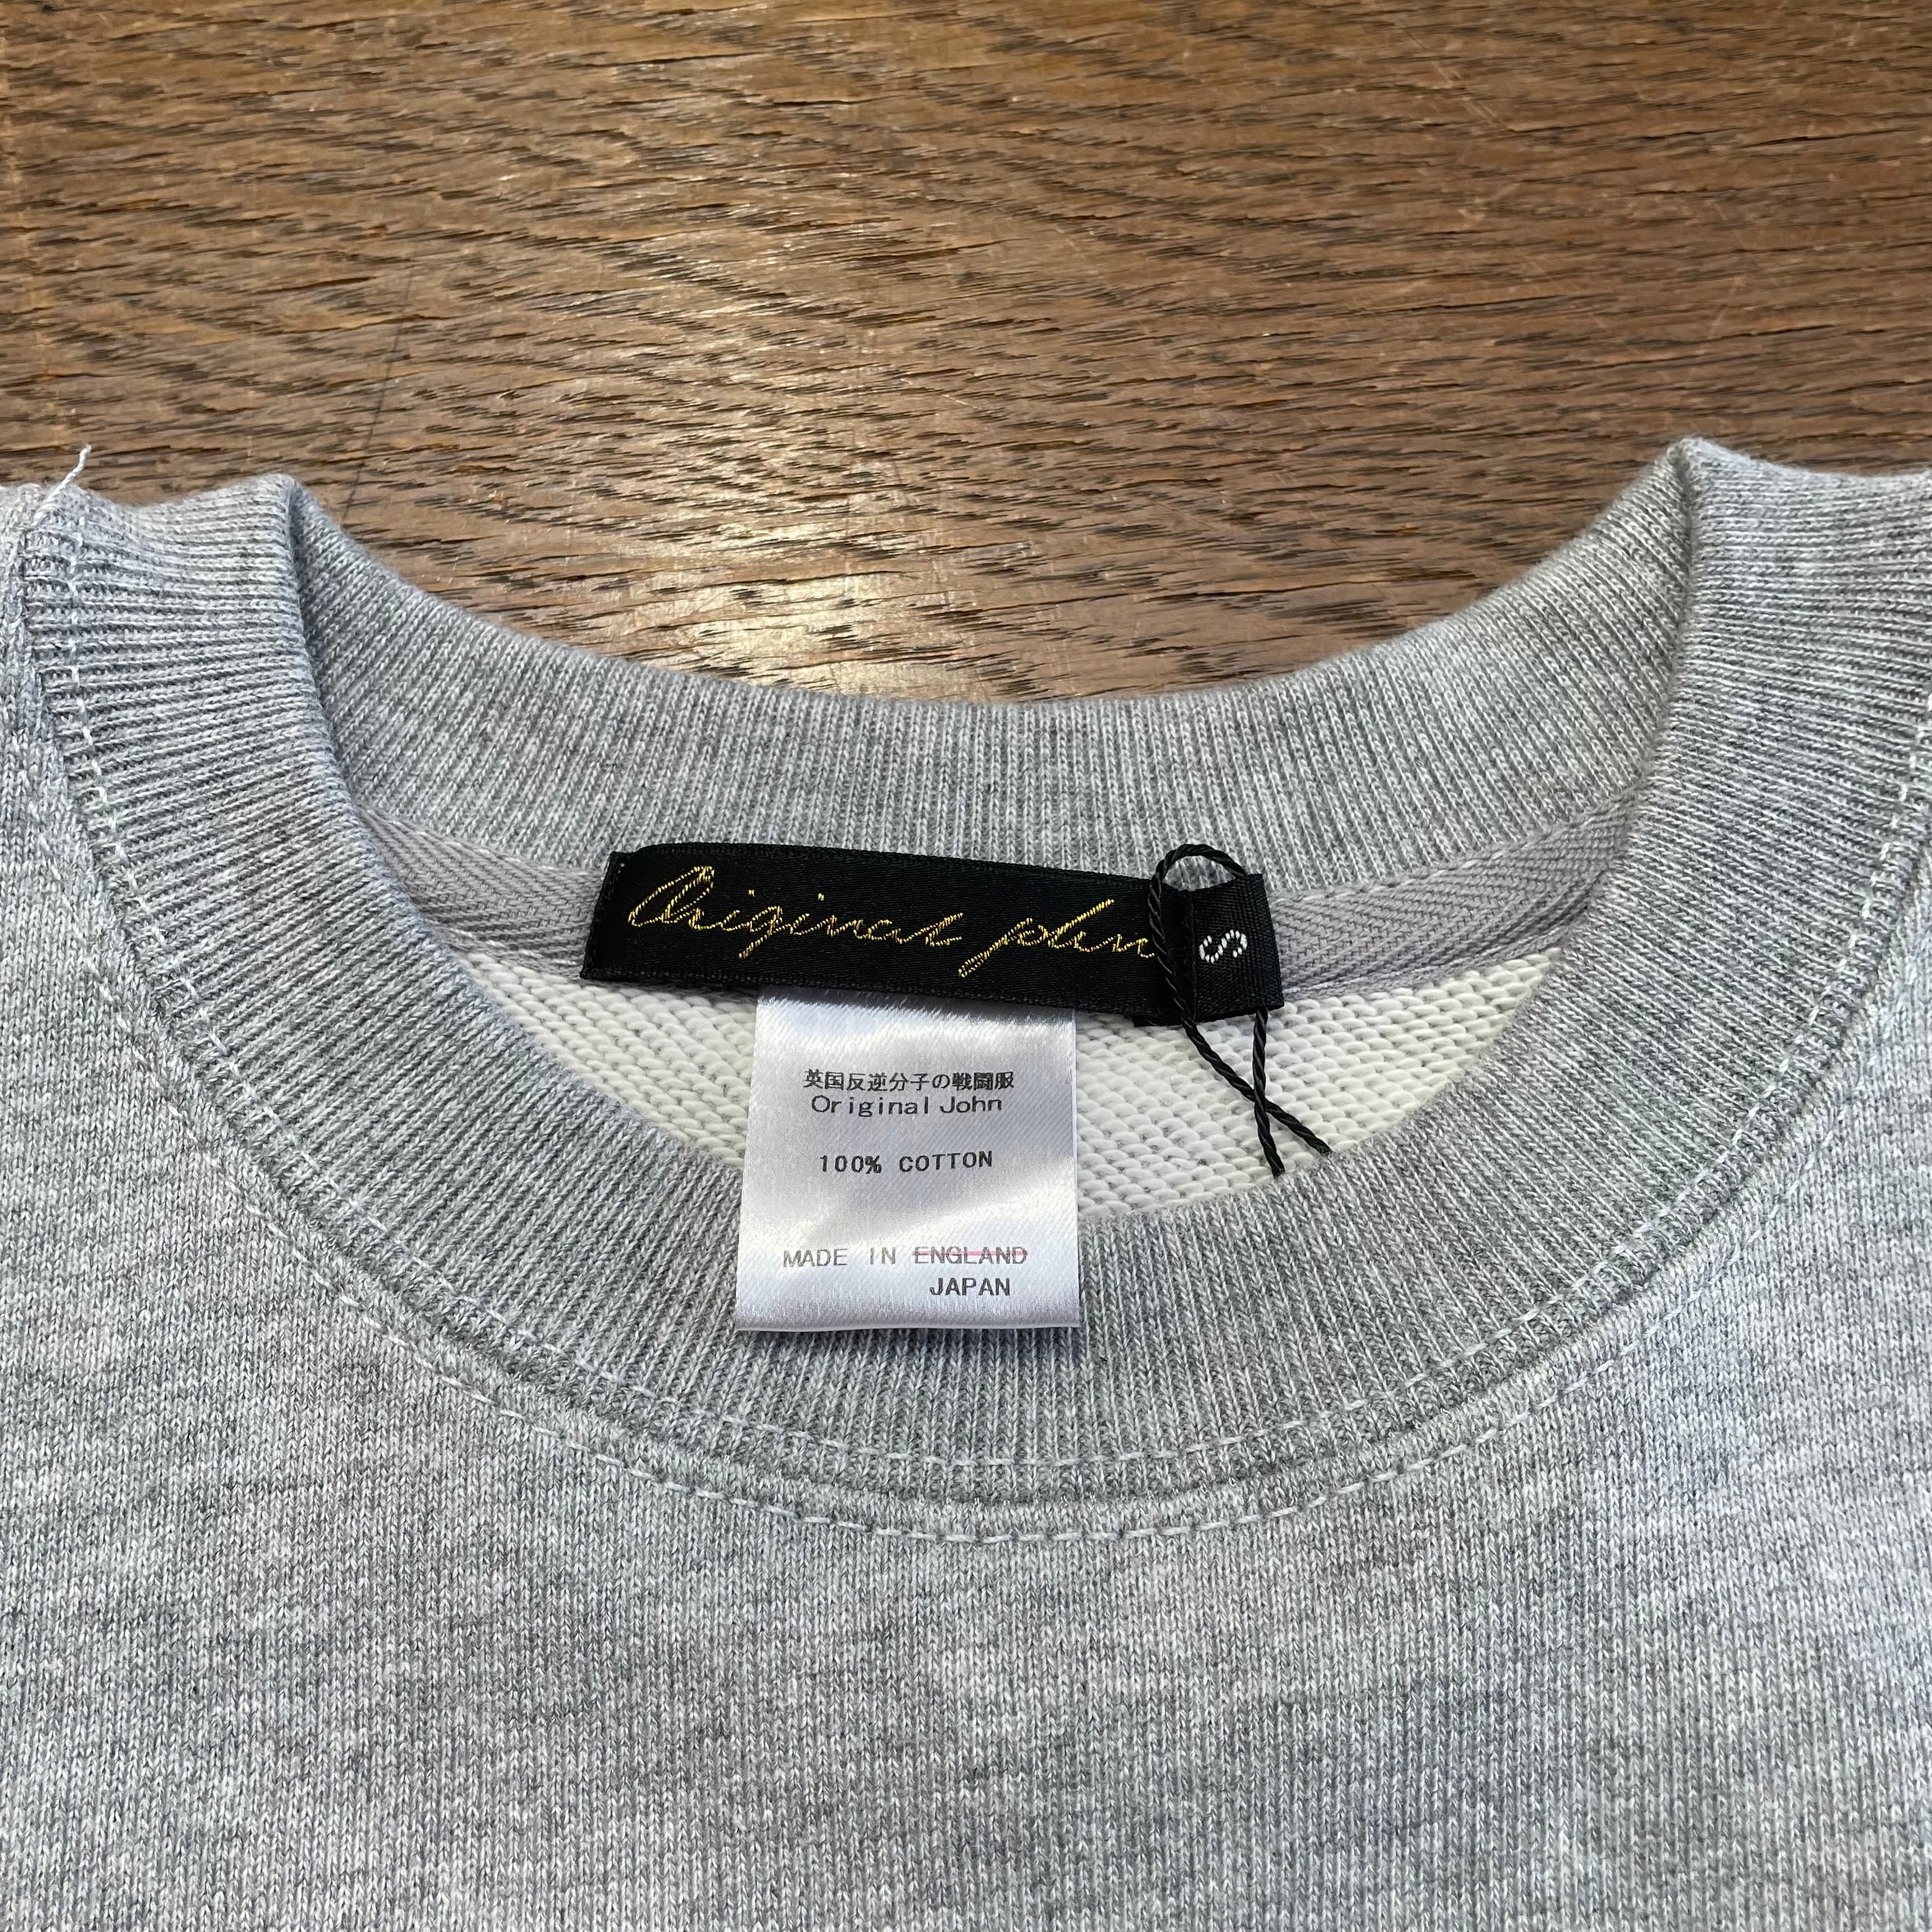 Original John
S
英国反逆分子の戦闘服
Original John
100% COTTON
MADE IN ENGLAND
JAPAN